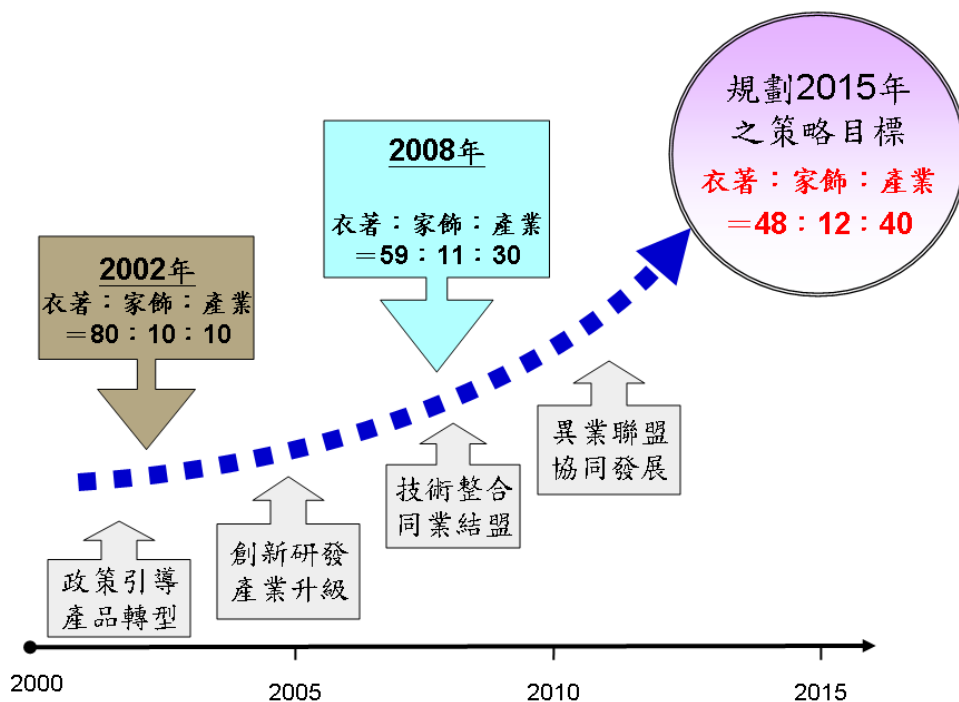 規劃2015年
之策略目標
衣著：家飾：產業
＝48：12：40
2008年
衣著：家飾：產業
＝59：11：30
2002年
衣著：家飾：產業
＝80：10：10
政策引導
產品轉型
創新研發
產業升級
技術整合
同業結盟
異業聯盟
協同發展
2000
2005
2010
2015